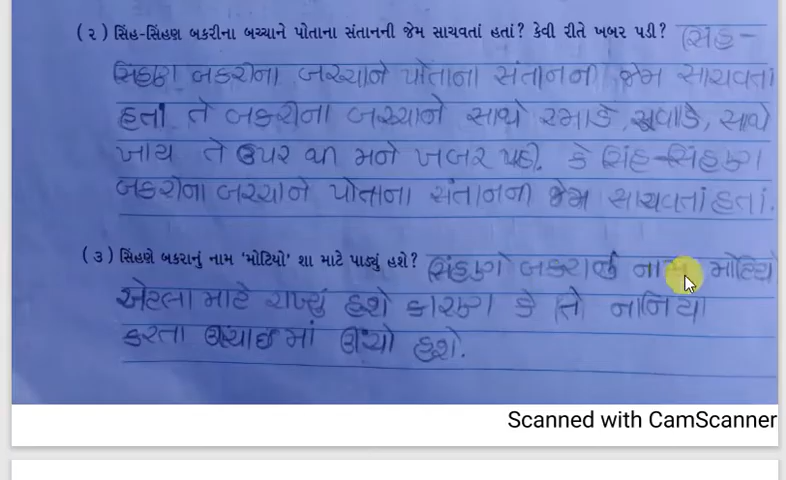 (૨) સિંહ-સિંહણ બકરીના બચ્ચાને પોતાના સંતાનની જેમ સાચવતાં હતાં? કેવી રીતે ખબર પડી? સિંહ-
સિંહણ બકરીના બચ્ચાને પોતાના સંતાનની જેમ સાચવતાં
હતાં તે બકરીના બચ્ચાને સાથે રમાડે, સુવાડે, સાથે
ખાય તે ઉપર થી મને ખબર પડી. કે સિંહ-સિંહણ
બકરીના બચ્ચાને પોતાના સંતાનની જેમ સાચવતાં હતાં.
(૩) સિંહણે બકરાનું નામ 'મોટિયો' શા માટે પાડ્યું હશે? સિંહણે બકરાનું નામ મોટિયો
એટલા માટે રાખ્યું હશે કારણ કે તે નાનિયા
કરતા ઊંચાઈ માં ઊંચો હશે.
Scanned with CamScanner